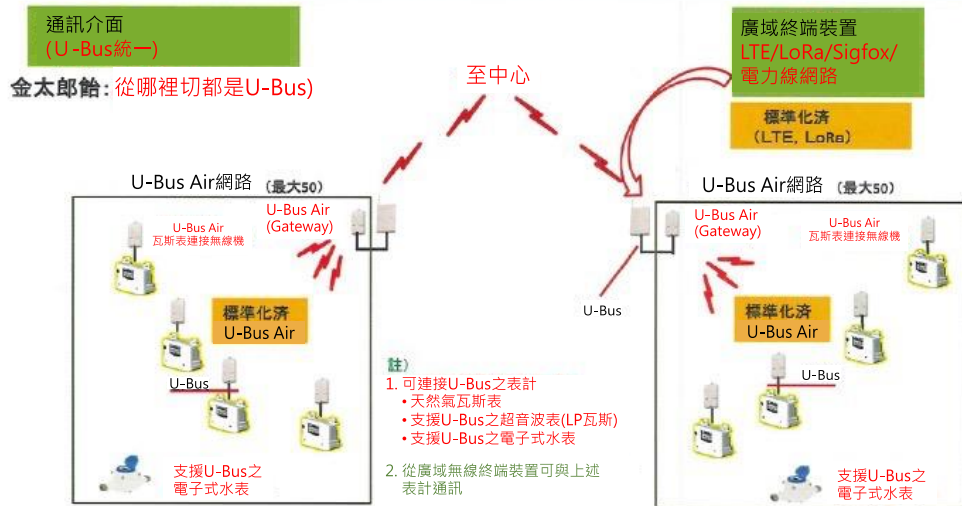 通訊介面
(U-Bus統一)
金太郎飴: 從哪裡切都是U-Bus)
至中心
廣域終端裝置
LTE/LoRa/Sigfox/
電力線網路
標準化済
(LTE, LoRa)
U-Bus Air網路 (最大50)
U-Bus Air
瓦斯表連接無線機
U-Bus Air
(Gateway)
標準化済
U-Bus Air
U-Bus
支援U-Bus之
電子式水表
註)
1. 可連接U-Bus之表計
• 天然氣瓦斯表
• 支援U-Bus之超音波表(LP瓦斯)
• 支援U-Bus之電子式水表
2. 從廣域無線終端裝置可與上述
表計通訊
U-Bus
U-Bus Air網路 (最大50)
U-Bus Air
(Gateway)
U-Bus Air
瓦斯表連接無線機
標準化済
U-Bus Air
U-Bus
支援U-Bus之
電子式水表